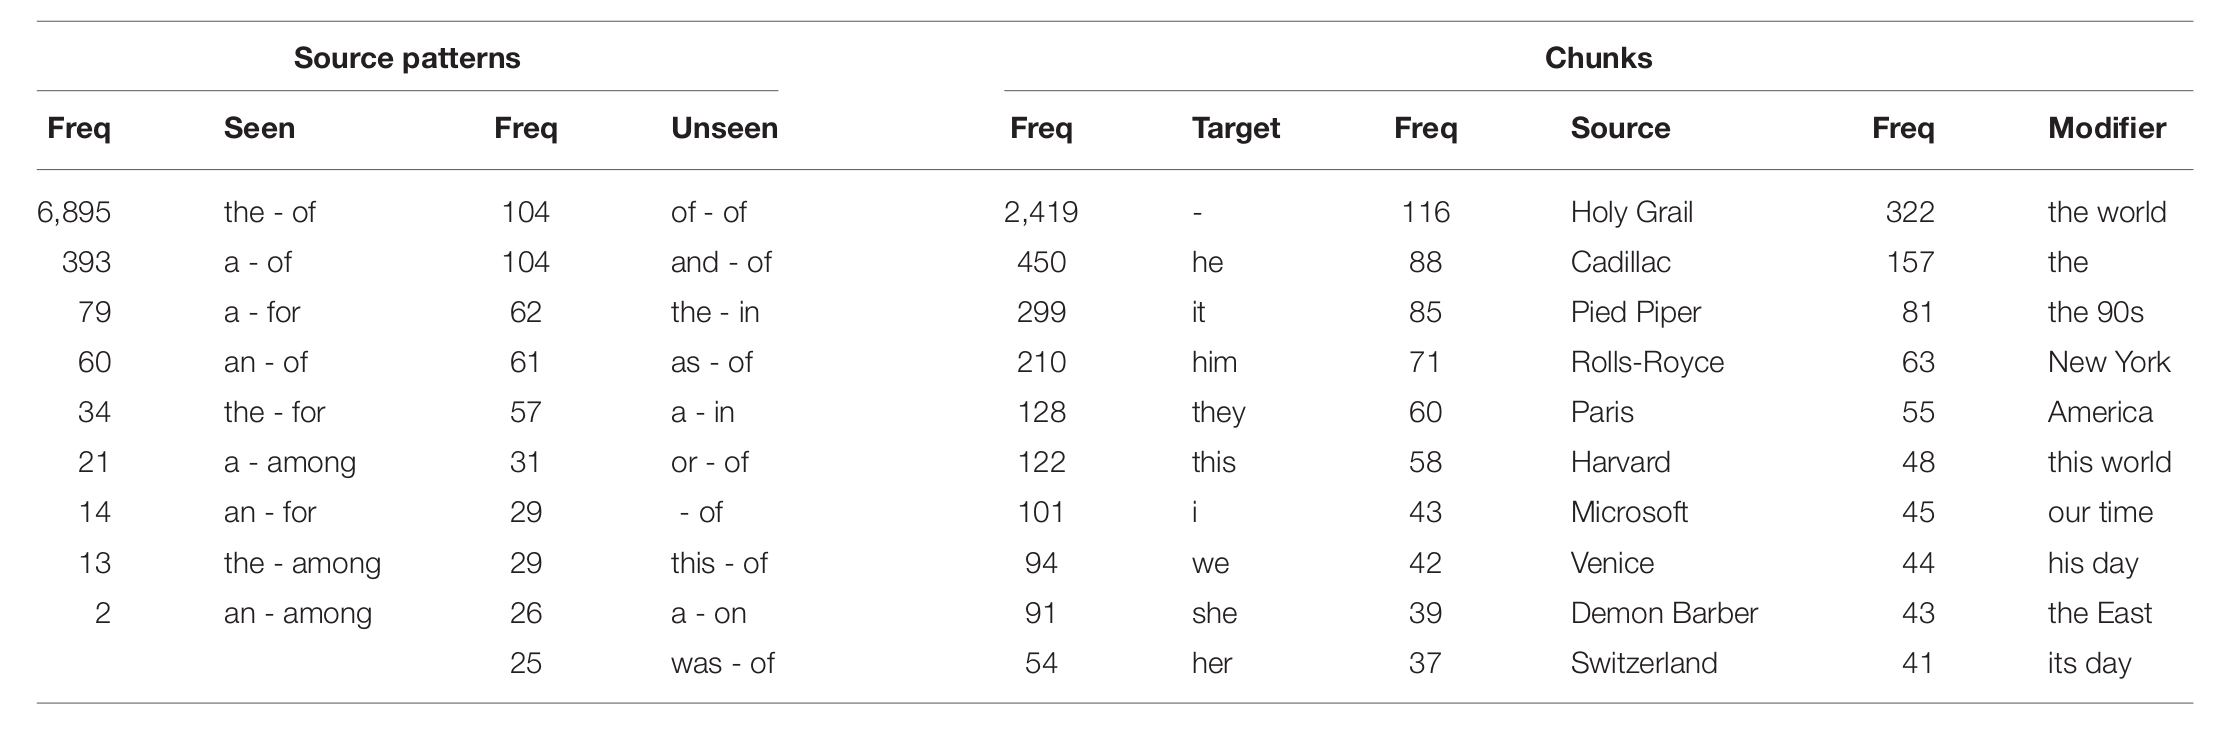 Source patterns Chunks
Freq Seen Freq Unseen Freq Target Freq Source Freq Modifier
6,895 the - of 104 of - of 2,419 - 116 Holy Grail 322 the world
393 a - of 104 and - of 450 he 88 Cadillac 157 the
79 a - for 62 the - in 299 it 85 Pied Piper 81 the 90s
60 an - of 61 as - of 210 him 71 Rolls-Royce 63 New York
34 the - for 57 a - in 128 they 60 Paris 55 America
21 a - among 31 or - of 122 this 58 Harvard 48 this world
14 an - for 29 - of 101 i 43 Microsoft 45 our time
13 the - among 29 this - of 94 we 42 Venice 44 his day
2 an - among 26 a - on 91 she 39 Demon Barber 43 the East
25 was - of 54 her 37 Switzerland 41 its day